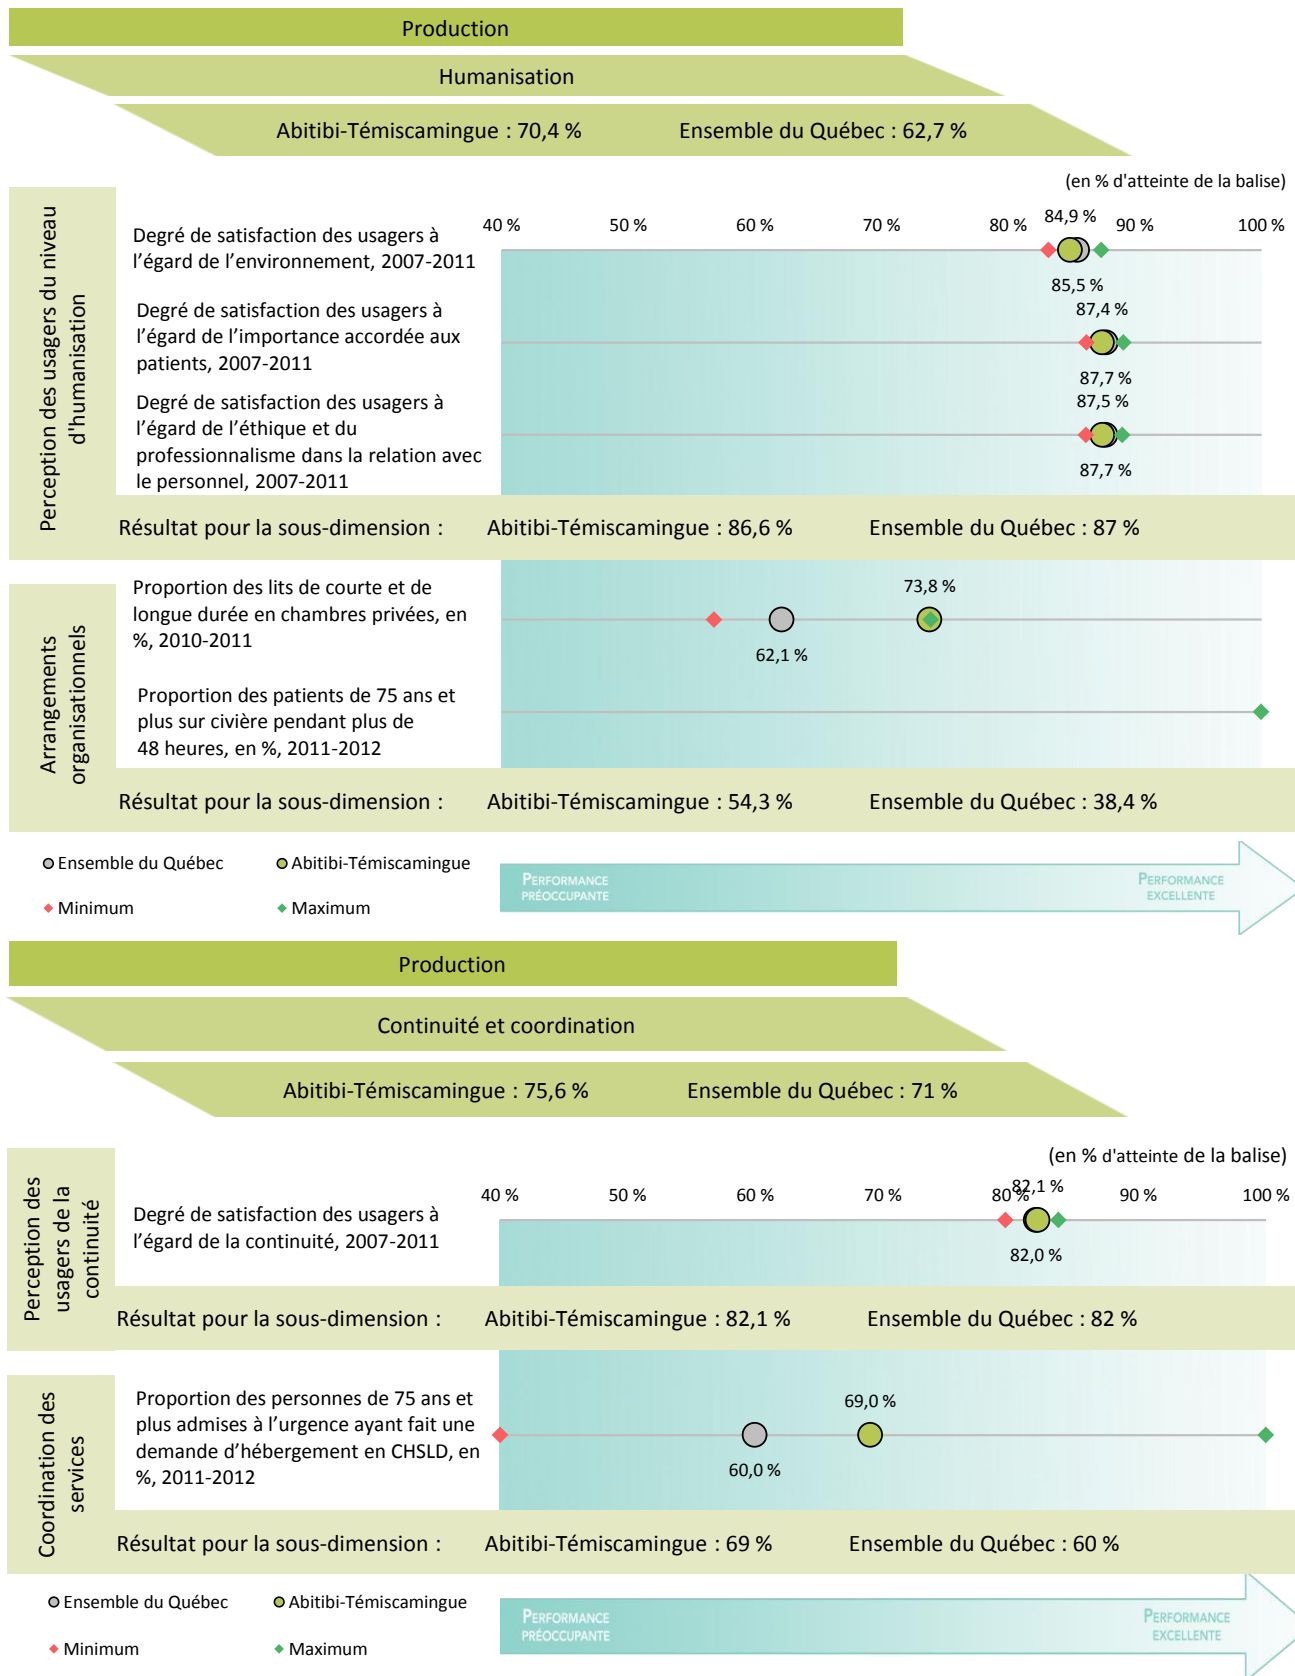 Production
Humanisation
Abitibi-Témiscamingue : 70,4 % Ensemble du Québec : 62,7 %
(en % d'atteinte de la balise)
Perception des usagers du niveau
d'humanisation
40 % 50 % 60 % 70 % 80 % 90 % 100 %
Degré de satisfaction des usagers à
l'égard de l'environnement, 2007-2011
84,9 %
85,5 %
Degré de satisfaction des usagers à
l'égard de l'importance accordée aux
patients, 2007-2011
87,4 %
87,7 %
Degré de satisfaction des usagers à
l'égard de l'éthique et du
professionnalisme dans la relation avec
le personnel, 2007-2011
87,5 %
87,7 %
Résultat pour la sous-dimension : Abitibi-Témiscamingue : 86,6 % Ensemble du Québec : 87 %
Arrangements
organisationnels
Proportion des lits de courte et de
longue durée en chambres privées, en
%, 2010-2011
73,8 %
62,1 %
Proportion des patients de 75 ans et
plus sur civière pendant plus de
48 heures, en %, 2011-2012
Résultat pour la sous-dimension : Abitibi-Témiscamingue : 54,3 % Ensemble du Québec : 38,4 %
Ensemble du Québec Abitibi-Témiscamingue
Minimum Maximum
PERFORMANCE
PRÉOCCUPANTE
PERFORMANCE
EXCELLENTE
Production
Continuité et coordination
Abitibi-Témiscamingue : 75,6 % Ensemble du Québec : 71 %
(en % d'atteinte de la balise)
Perception des
usagers de la
continuité
40 % 50 % 60 % 70 % 80 % 90 % 100 %
Degré de satisfaction des usagers à
l'égard de la continuité, 2007-2011
82,1 %
82,0 %
Résultat pour la sous-dimension : Abitibi-Témiscamingue : 82,1 % Ensemble du Québec : 82 %
Coordination des
services
Proportion des personnes de 75 ans et
plus admises à l'urgence ayant fait une
demande d'hébergement en CHSLD, en
%, 2011-2012
69,0 %
60,0 %
Résultat pour la sous-dimension : Abitibi-Témiscamingue : 69 % Ensemble du Québec : 60 %
Ensemble du Québec Abitibi-Témiscamingue
Minimum Maximum
PERFORMANCE
PRÉOCCUPANTE
PERFORMANCE
EXCELLENTE